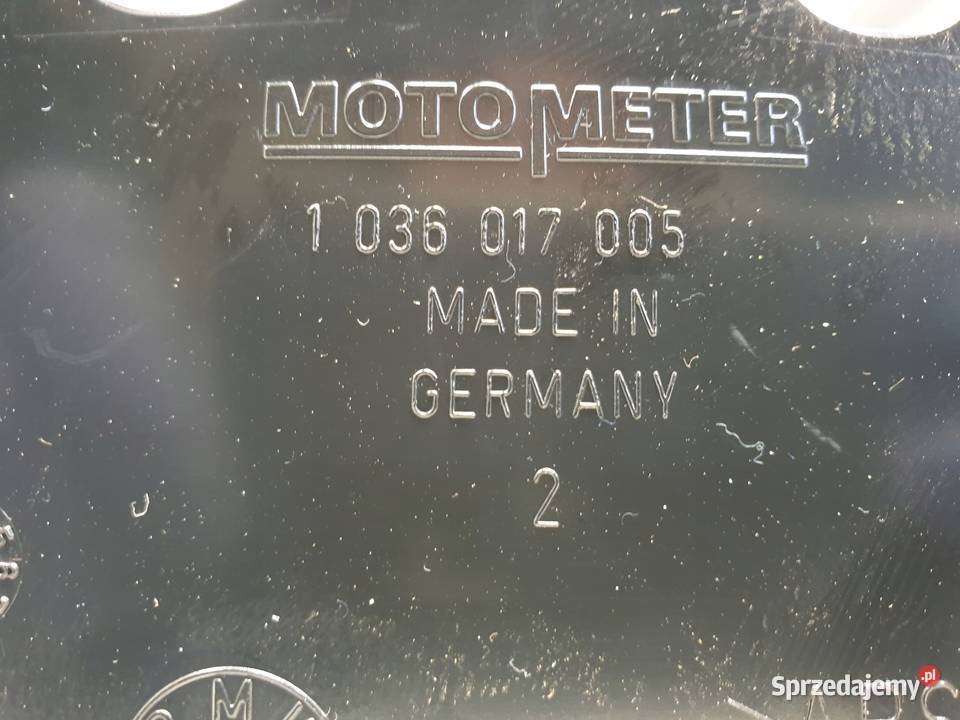 MOTOMETER
1 036 017 005
MADE IN
GERMANY
2
Sprzedajemy.pl